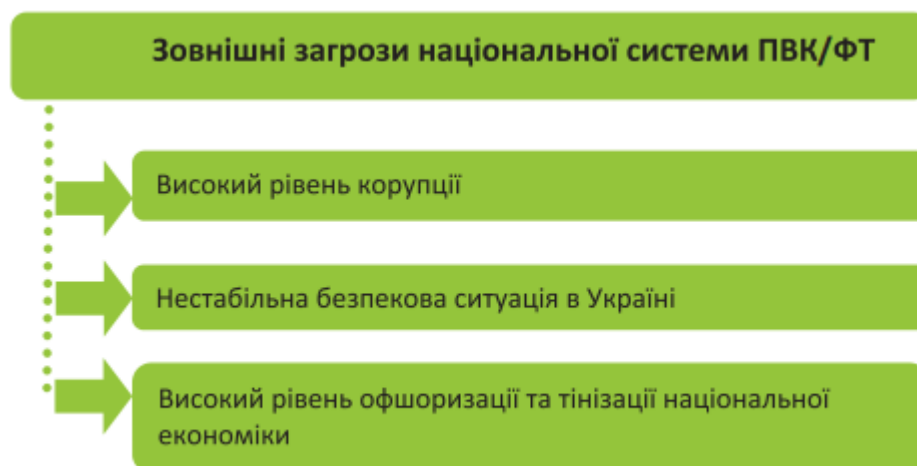 Зовнішні загрози національної системи ПВК/ФТ
Високий рівень корупції
Нестабільна безпекова ситуація в Україні
Високий рівень офшоризації та тінізації національної
економіки